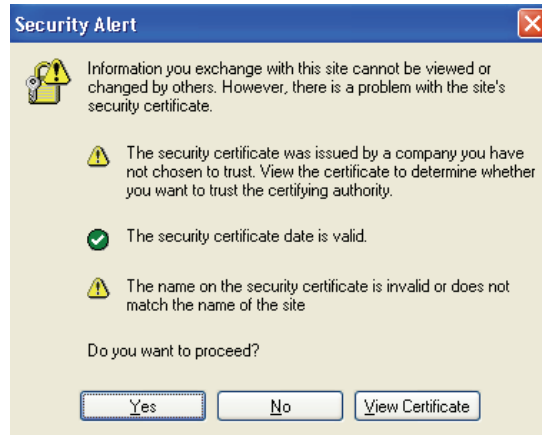 Security Alert
Information you exchange with this site cannot be viewed or
changed by others. However, there is a problem with the site's
security certificate.
The security certificate was issued by a company you have
not chosen to trust. View the certificate to determine whether
you want to trust the certifying authority.
The security certificate date is valid.
The name on the security certificate is invalid or does not
match the name of the site
Do you want to proceed?
Yes No View Certificate